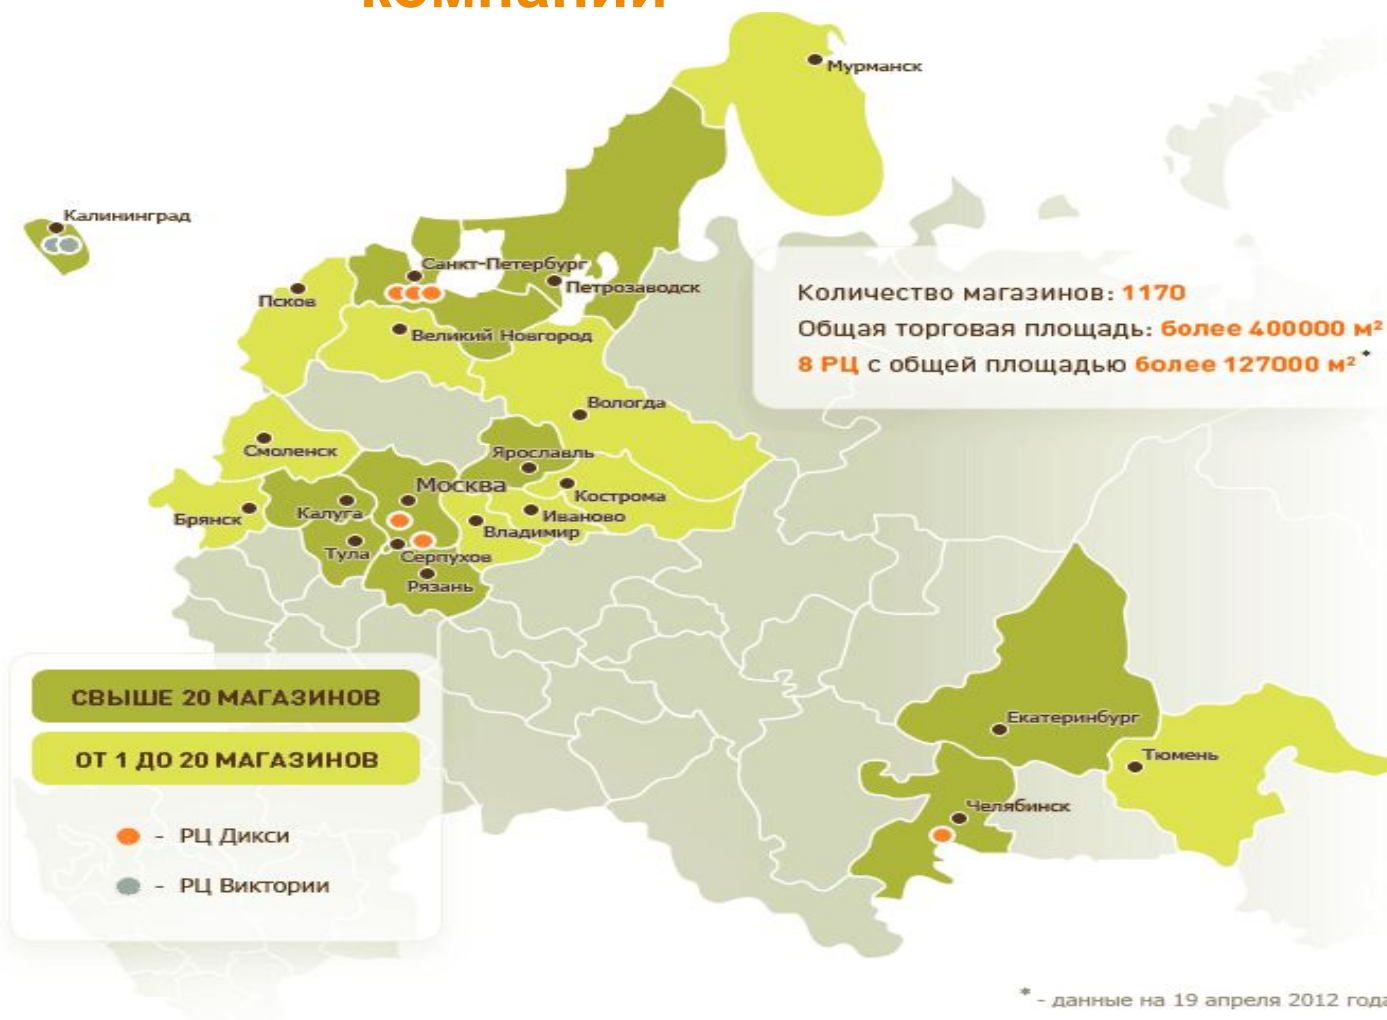 компании
Мурманск
Калининград
Санкт-Петербург
Петрозаводск
Псков
Великий Новгород
Количество магазинов: 1170
Общая торговая площадь: более 400000 м²
8 РЦ с общей площадью более 127000 м² *
Вологда
Смоленск
Ярославль
Москва
Кострома
Калуга
Иваново
Брянск
Владимир
Тула
Серпухов
Рязань
СВЫШЕ 20 МАГАЗИНОВ
ОТ 1 ДО 20 МАГАЗИНОВ
- РЦ Дикси
- РЦ Виктории
Екатеринбург
Тюмень
Челябинск
* - данные на 19 апреля 2012 года